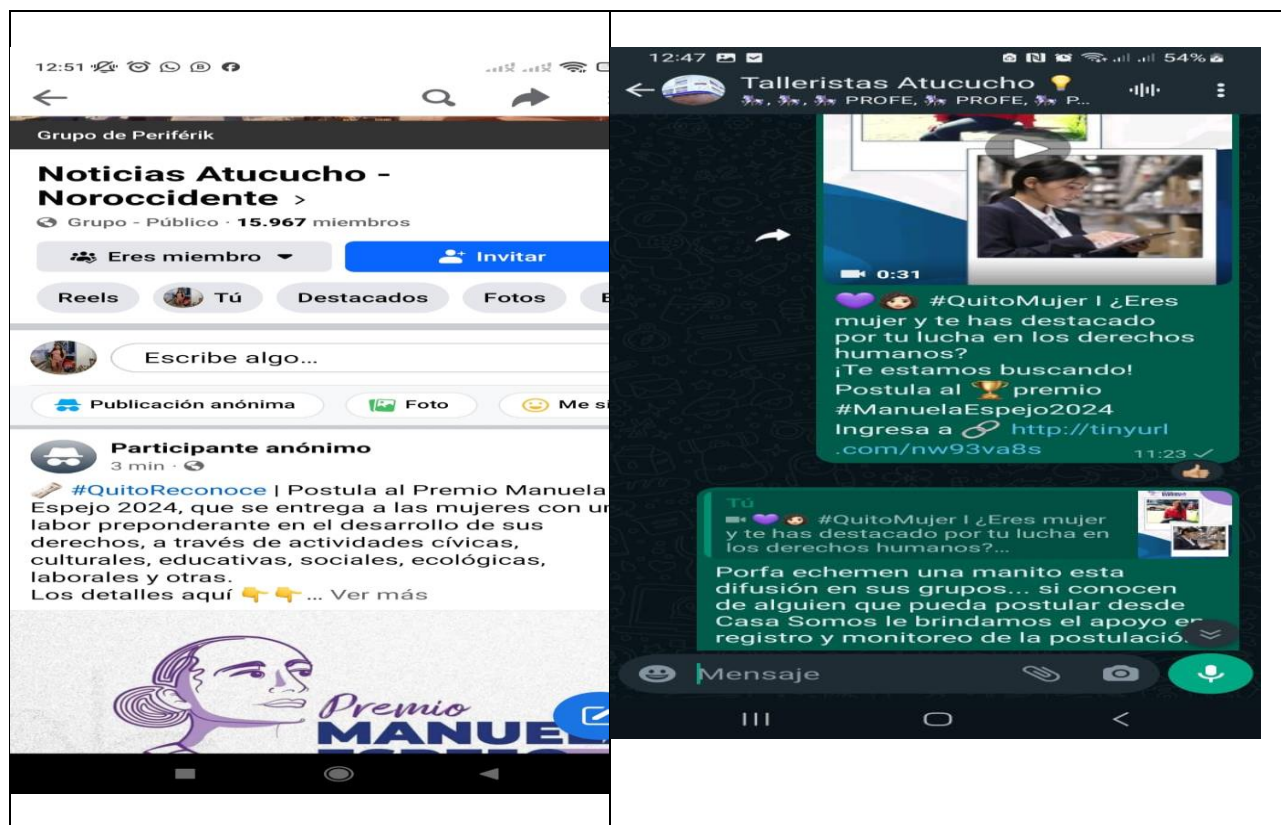 12:51
Grupo de Periférik
Noticias Atucucho -
Noroccidente >
Grupo - Público · 15.967 miembros
Eres miembro
Invitar
Reels
Tú
Destacados
Fotos
Escribe algo...
Publicación anónima
Foto
Me si
Participante anónimo
3 min ·
#QuitoReconoce | Postula al Premio Manuela
Espejo 2024, que se entrega a las mujeres con un
labor preponderante en el desarrollo de sus
derechos, a través de actividades cívicas,
culturales, educativas, sociales, ecológicas,
laborales y otras.
Los detalles aquí 👇👇... Ver más
Premio
MANUELA
12:47
54%
Talleristas Atucucho 💡
PROFE, PROFE, P...
0:31
💜 👩🏻 #QuitoMujer I ¿Eres
mujer y te has destacado
por tu lucha en los derechos
humanos?
¡Te estamos buscando!
Postula al 🏆 premio
#ManuelaEspejo2024
Ingresa a 🔗 http://tinyurl
.com/nw93va8s
11:23
Tú
💜 👩🏻 #QuitoMujer I ¿Eres mujer
y te has destacado por tu lucha en
los derechos humanos?...
Porfa echemen una manito esta
difusión en sus grupos... si conocen
de alguien que pueda postular desde
Casa Somos le brindamos el apoyo en
registro y monitoreo de la postulació
Mensaje